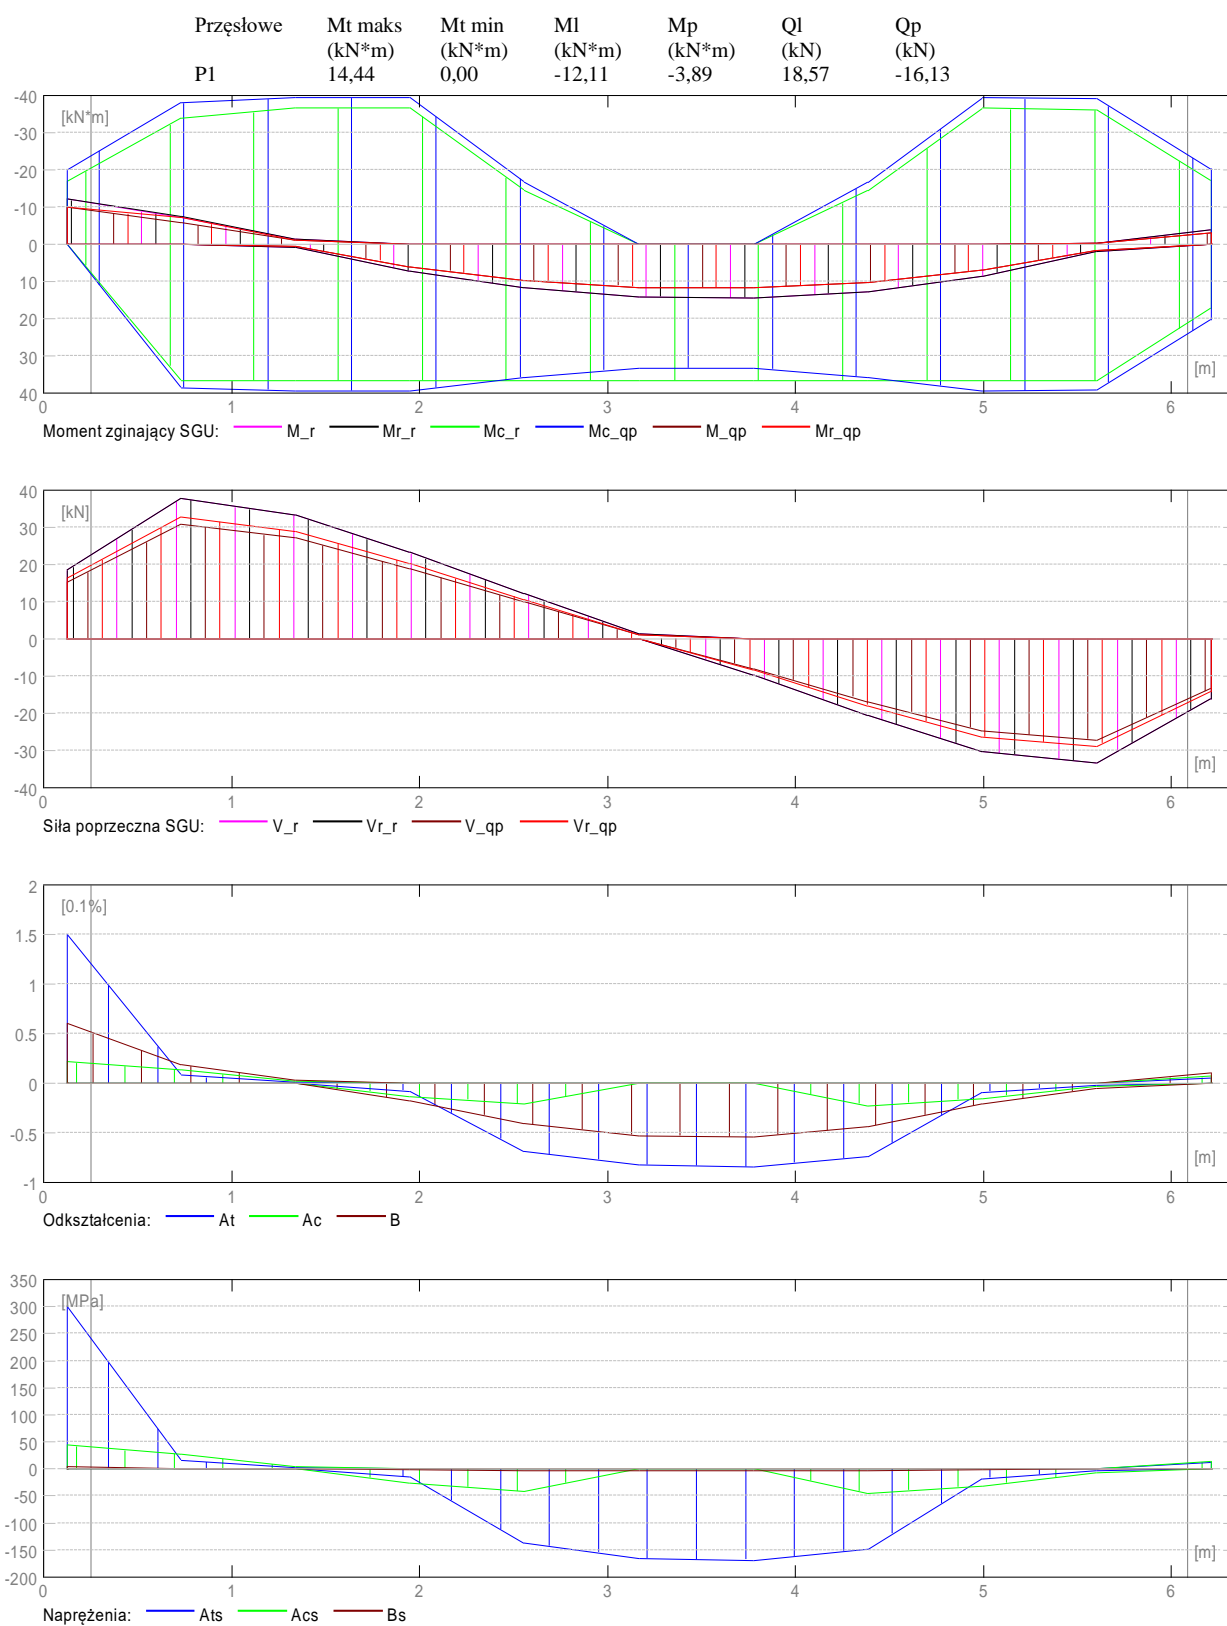 Przęsłowe Mt maks Mt min Ml Mp Ql Qp
(kN*m) (kN*m) (kN*m) (kN*m) (kN) (kN)
P1 14,44 0,00 -12,11 -3,89 18,57 -16,13
-40
[kN*m]
-30
-20
-10
0
10
20
30
[m]
40
0 1 2 3 4 5 6
Moment zginający SGU: M_r Mr_r Mc_r Mc_qp M_qp Mr_qp
40
[kN]
30
20
10
0
-10
-20
-30
[m]
-40
0 1 2 3 4 5 6
Siła poprzeczna SGU: V_r Vr_r V_qp Vr_qp
2
[0.1%]
1.5
1
0.5
0
-0.5
[m]
-1
0 1 2 3 4 5 6
Odkształcenia: At Ac B
350
[MPa]
300
250
200
150
100
50
0
-50
-100
-150
[m]
-200
0 1 2 3 4 5 6
Naprężenia: Ats Acs Bs